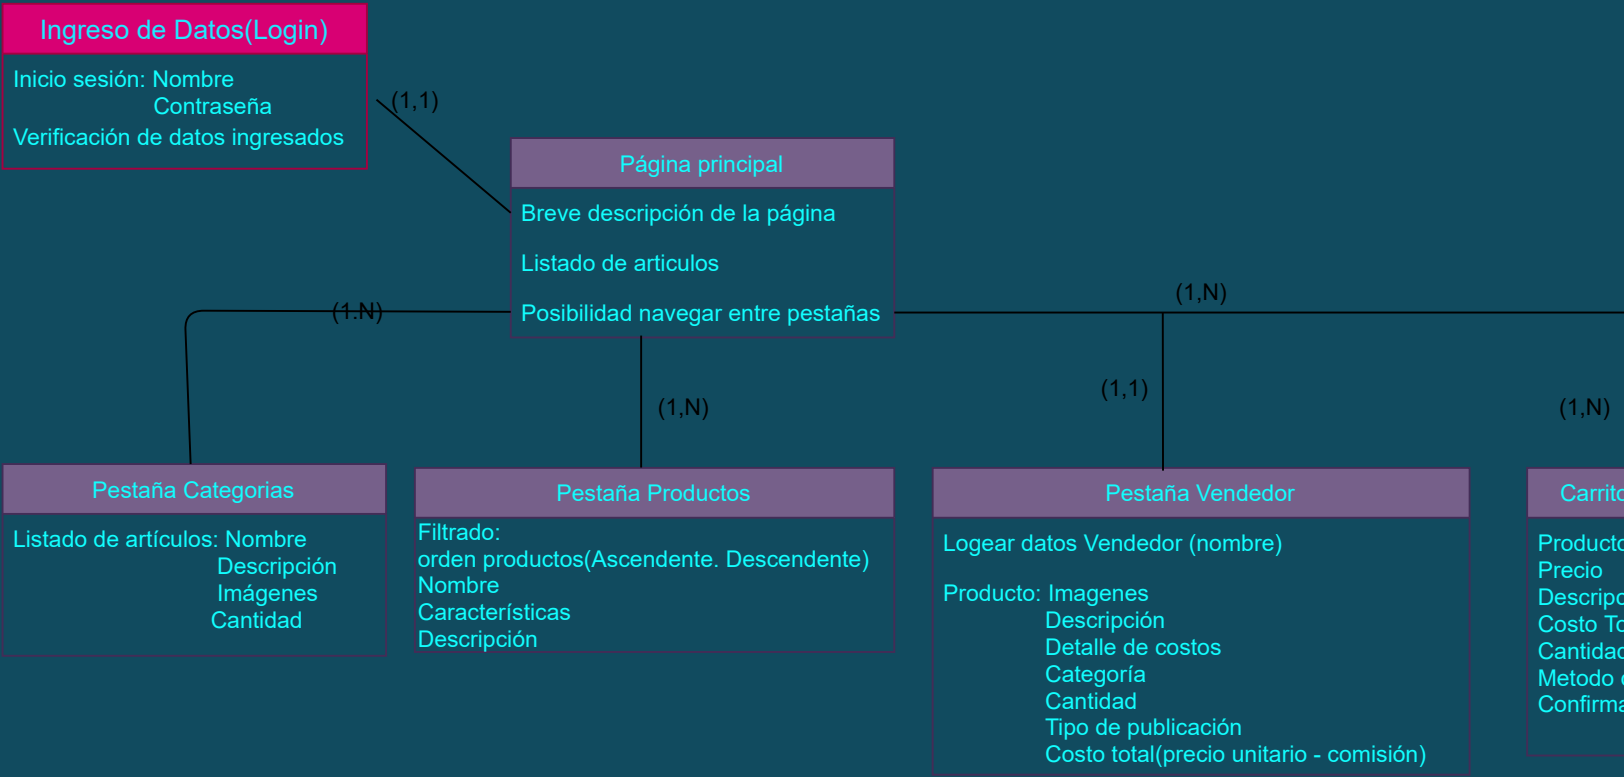 Ingreso de Datos(Login)
Inicio sesión: Nombre
Contraseña
Verificación de datos ingresados
(1,1)
Página principal
Breve descripción de la página
Listado de articulos
Posibilidad navegar entre pestañas
(1.N)
(1,N)
(1,N)
(1,1)
(1,N)
Pestaña Categorias
Listado de artículos: Nombre
Descripción
Imágenes
Cantidad
Pestaña Productos
Filtrado:
orden productos(Ascendente. Descendente)
Nombre
Características
Descripción
Pestaña Vendedor
Logear datos Vendedor (nombre)
Producto: Imagenes
Descripción
Detalle de costos
Categoría
Cantidad
Tipo de publicación
Costo total(precio unitario - comisión)
Carrito
Producto
Precio
Costo
Metodo